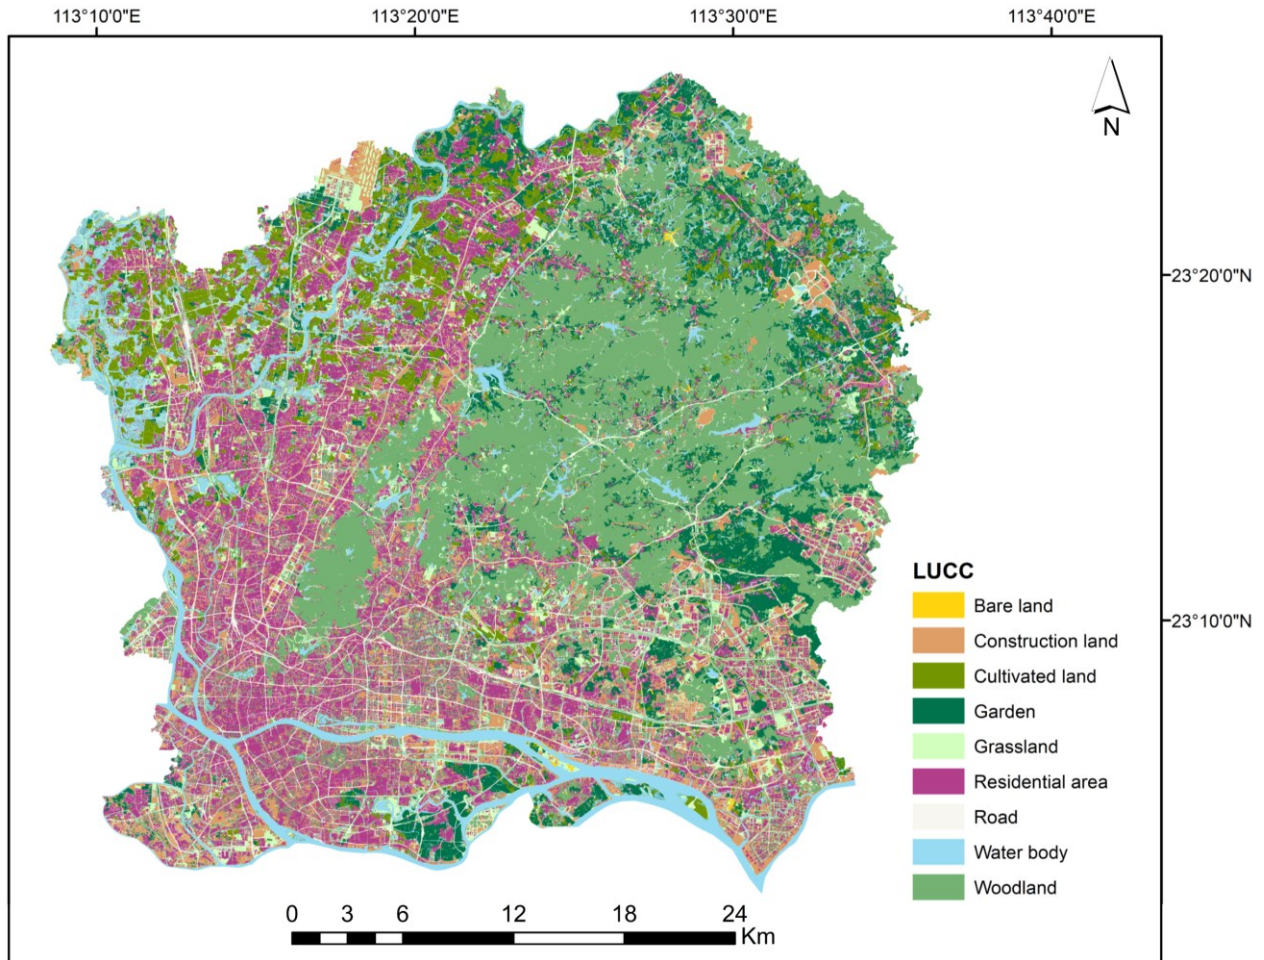 113°10'0"E 113°20'0"E 113°30'0"E 113°40'0"E
N
23°20'0"N
23°10'0"N
LUCC
Bare land
Construction land
Cultivated land
Garden
Grassland
Residential area
Road
Water body
Woodland
0 3 6 12 18 24
Km